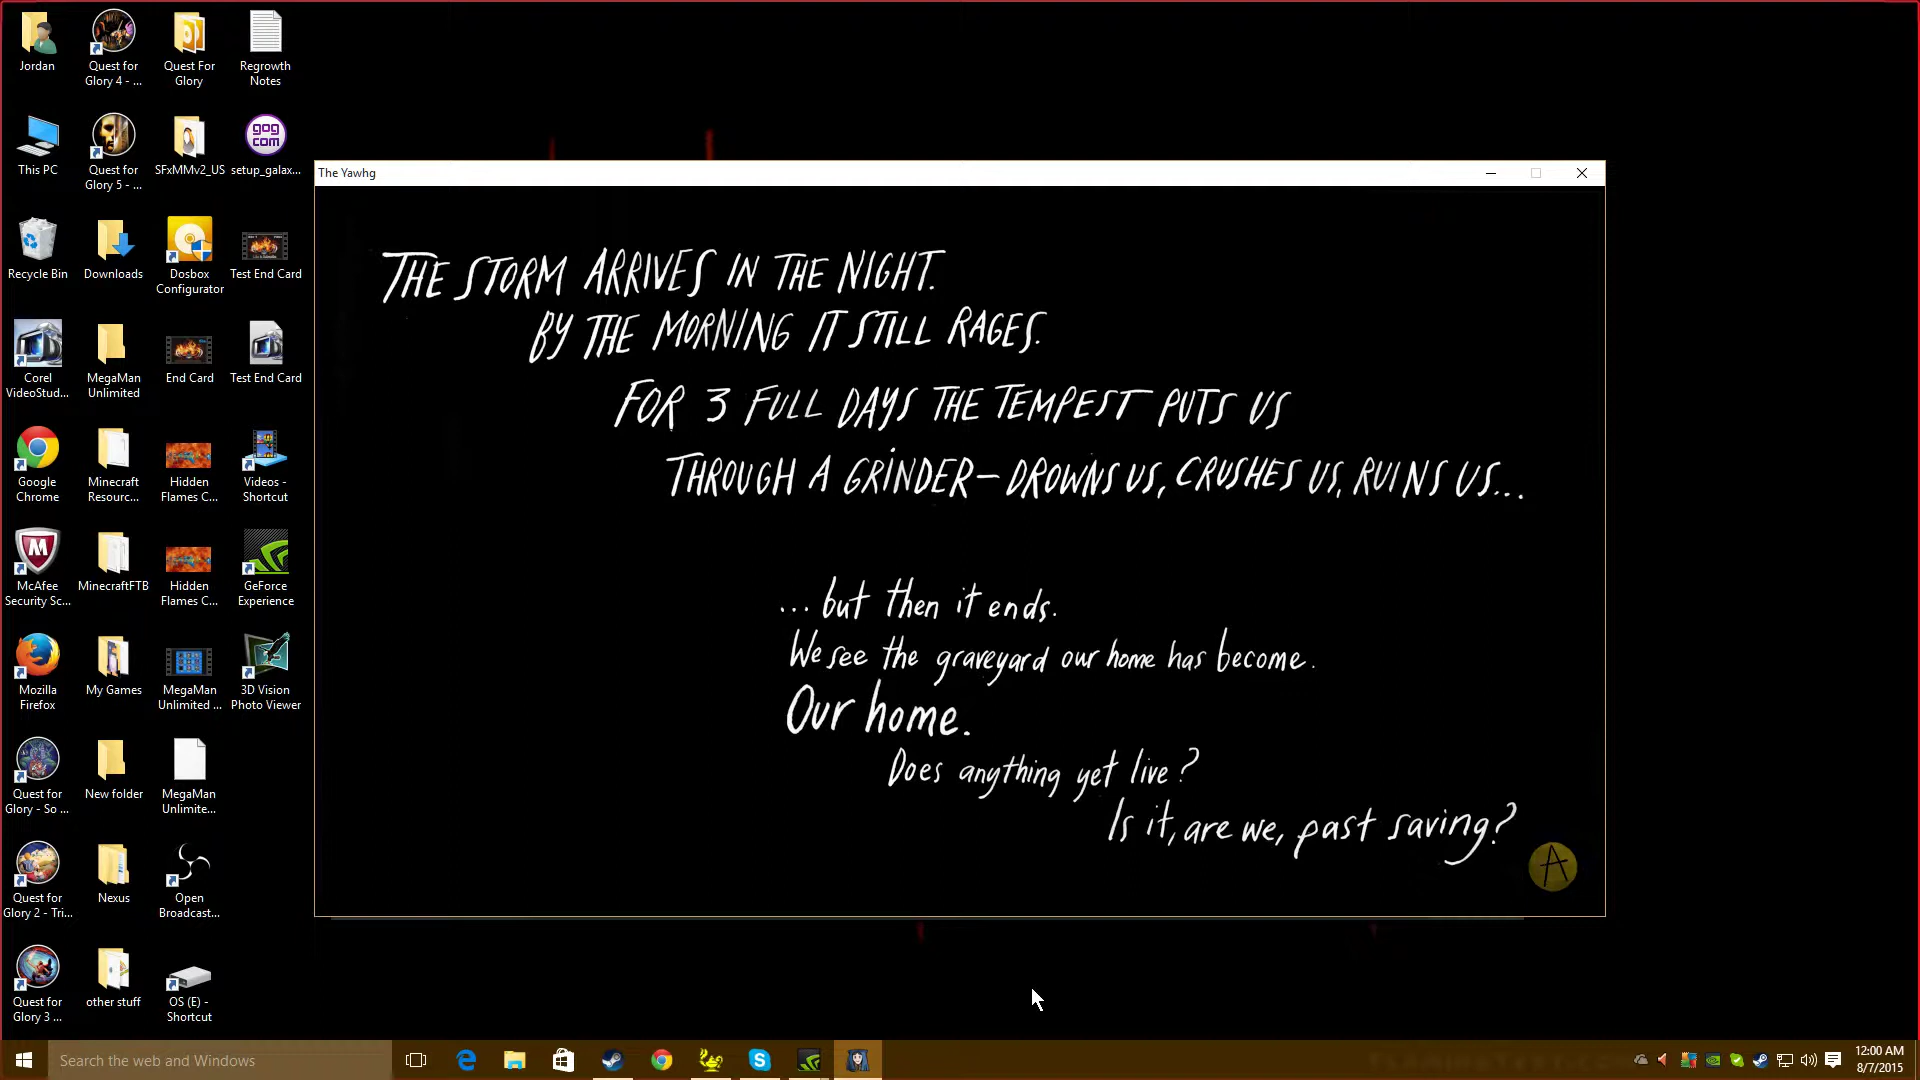 Jordan
Quest for
Glory 4 - ...
Quest For
Glory
Regrowth
Notes
This PC
Quest for
Glory 5 - ...
SFxMMv2_US
gog
com
setup_galax...
Recycle Bin
Downloads
Dosbox
Configurator
Test End Card
Corel
VideoStud...
MegaMan
Unlimited
End Card
Test End Card
Google
Chrome
Minecraft
Resourc...
Hidden
Flames C...
Videos -
Shortcut
McAfee
Security Sc...
MinecraftFTB
Hidden
Flames C...
GeForce
Experience
Mozilla
Firefox
My Games
MegaMan
Unlimited ...
3D Vision
Photo Viewer
Quest for
Glory - So ...
New folder
MegaMan
Unlimite...
Quest for
Glory 2 - Tri...
Nexus
Open
Broadcast...
Quest for
Glory 3 ...
other stuff
OS (E) -
Shortcut
The Yawhg
THE STORM ARRIVES IN THE NIGHT.
BY THE MORNING IT STILL RAGES.
FOR 3 FULL DAYS THE TEMPEST PUTS US
THROUGH A GRINDER—DROWNS US, CRUSHES US, RUINS US...
...but then it ends.
We see the graveyard our home has become.
Our home.
Does anything yet live?
Is it, are we, past saving?
A
Search the web and Windows
12:00 AM
8/7/2015